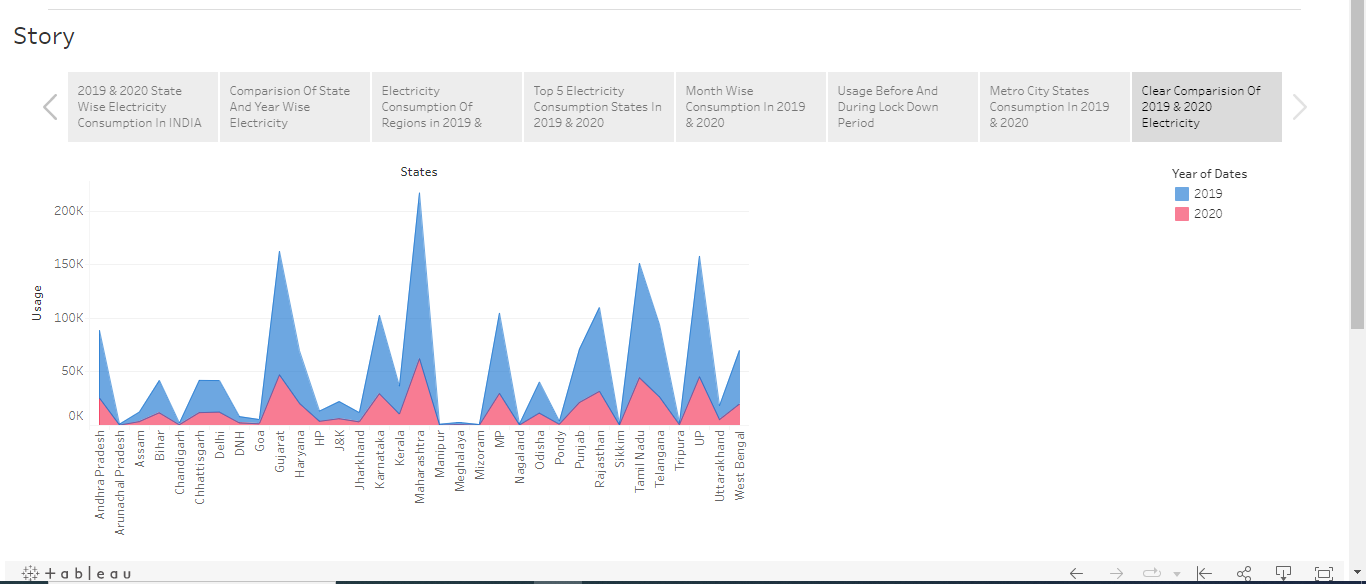 Story
2019 & 2020 State
Wise Electricity
Consumption In INDIA
Comparision Of State
And Year Wise
Electricity
Electricity
Consumption Of
Regions in 2019 &
Top 5 Electricity
Consumption States In
2019 & 2020
Month Wise
Consumption In 2019
& 2020
Usage Before And
During Lock Down
Period
Metro City States
Consumption In 2019
& 2020
Clear Comparision Of
2019 & 2020
Electricity
States
Year of Dates
2019
2020
Usage
200K
150K
100K
50K
0K
Andhra Pradesh
Arunachal Pradesh
Assam
Bihar
Chandigarh
Chhattisgarh
Delhi
DNH
Goa
Gujarat
Haryana
HP
J&K
Jharkhand
Karnataka
Kerala
Maharashtra
Manipur
Meghalaya
Mizoram
MP
Nagaland
Odisha
Pondy
Punjab
Rajasthan
Sikkim
Tamil Nadu
Telangana
Tripura
UP
Uttarakhand
West Bengal
+ableau